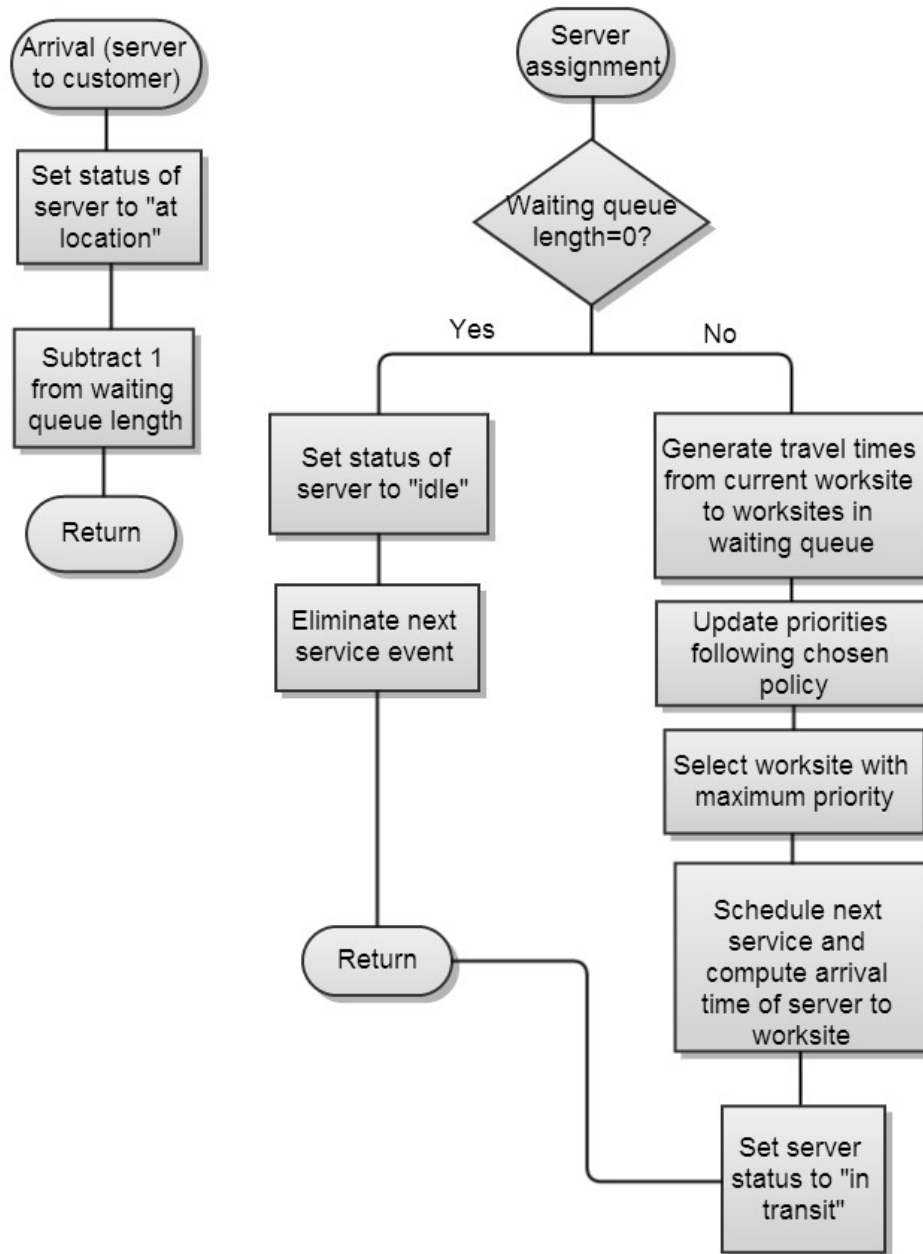 Arrival (server
to customer)
Set status of
server to "at
location"
Subtract 1
from waiting
queue length
Return
Server
assignment
Waiting queue
length=0?
Yes
No
Set status of
server to "idle"
Eliminate next
service event
Return
Generate travel times
from current worksite
to worksites in
waiting queue
Update priorities
following chosen
policy
Select worksite with
maximum priority
Schedule next
service and
compute arrival
time of server to
worksite
Set server
status to "in
transit"